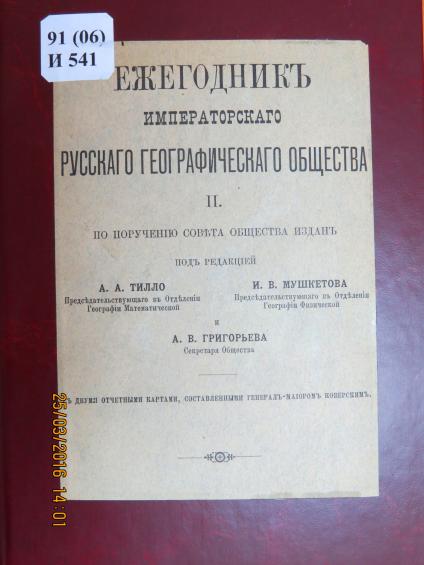 91 (06)
И 541
ЕЖЕГОДНИКЪ
ИМПЕРАТОРСКАГО
РУССКАГО ГЕОГРАФИЧЕСКАГО ОБЩЕСТВА
II.
ПО ПОРУЧЕНІЮ СОВѢТА ОБЩЕСТВА ИЗДАНЪ
ПОДЪ РЕДАКЦІЕЙ
А. А. ТИЛЛО
Предсѣдательствующаго въ Отдѣленіи
Географіи Математической
И. В. МУШКЕТОВА
Предсѣдательствующаго въ Отдѣленіи
Географіи Физической
и
А. В. ГРИГОРЬЕВА
Секретаря Общества
ДВУМЯ ОТЧЕТНЫМИ КАРТАМИ, СОСТАВЛЕННЫМИ ГЕНЕРАЛЪ-МАІОРОМЪ КОВЕРСКИМЪ.
25/03/2016 14:01